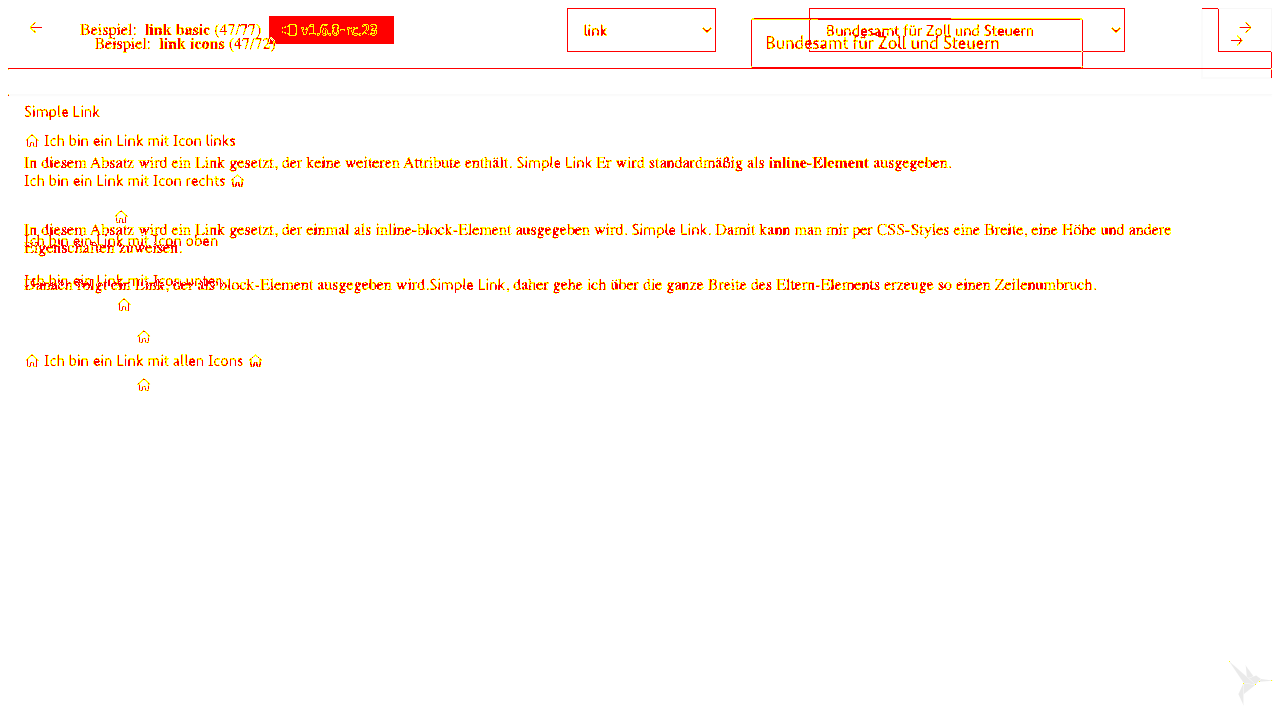 Beispiel: link basic (47/77)
v1.6.0-rc.23
link
Bundesamt für Zoll und Steuern
Beispiel: link icons (47/72)
Bundesamt für Zoll und Steuern
Simple Link
Ich bin ein Link mit Icon links
In diesem Absatz wird ein Link gesetzt, der keine weiteren Attribute enthält. Simple Link Er wird standardmäßig als inline-Element ausgegeben.
Ich bin ein Link mit Icon rechts
In diesem Absatz wird ein Link gesetzt, der einmal als inline-block-Element ausgegeben wird. Simple Link. Damit kann man mir per CSS-Styles eine Breite, eine Höhe und andere
Ich bin ein Link mit Icon oben
Eigenschaften zuweisen.
Ich bin ein Link mit Icon unten
Danach folgt ein Link, der als block-Element ausgegeben wird.Simple Link, daher gehe ich über die ganze Breite des Eltern-Elements erzeuge so einen Zeilenumbruch.
Ich bin ein Link mit allen Icons